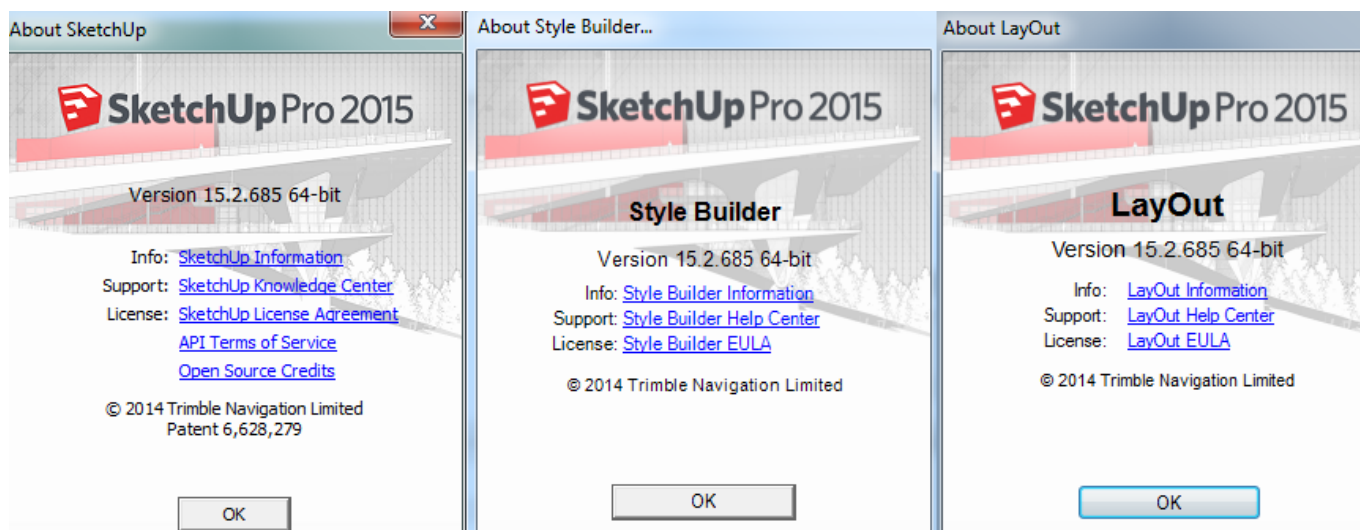 About SketchUp
SketchUp Pro 2015
Version 15.2.685 64-bit
Info: SketchUp Information
Support: SketchUp Knowledge Center
License: SketchUp License Agreement
API Terms of Service
Open Source Credits
© 2014 Trimble Navigation Limited
Patent 6,628,279
OK
About Style Builder...
SketchUp Pro 2015
Style Builder
Version 15.2.685 64-bit
Info: Style Builder Information
Support: Style Builder Help Center
License: Style Builder EULA
© 2014 Trimble Navigation Limited
OK
About LayOut
SketchUp Pro 2015
LayOut
Version 15.2.685 64-bit
Info: LayOut Information
Support: LayOut Help Center
License: LayOut EULA
© 2014 Trimble Navigation Limited
OK